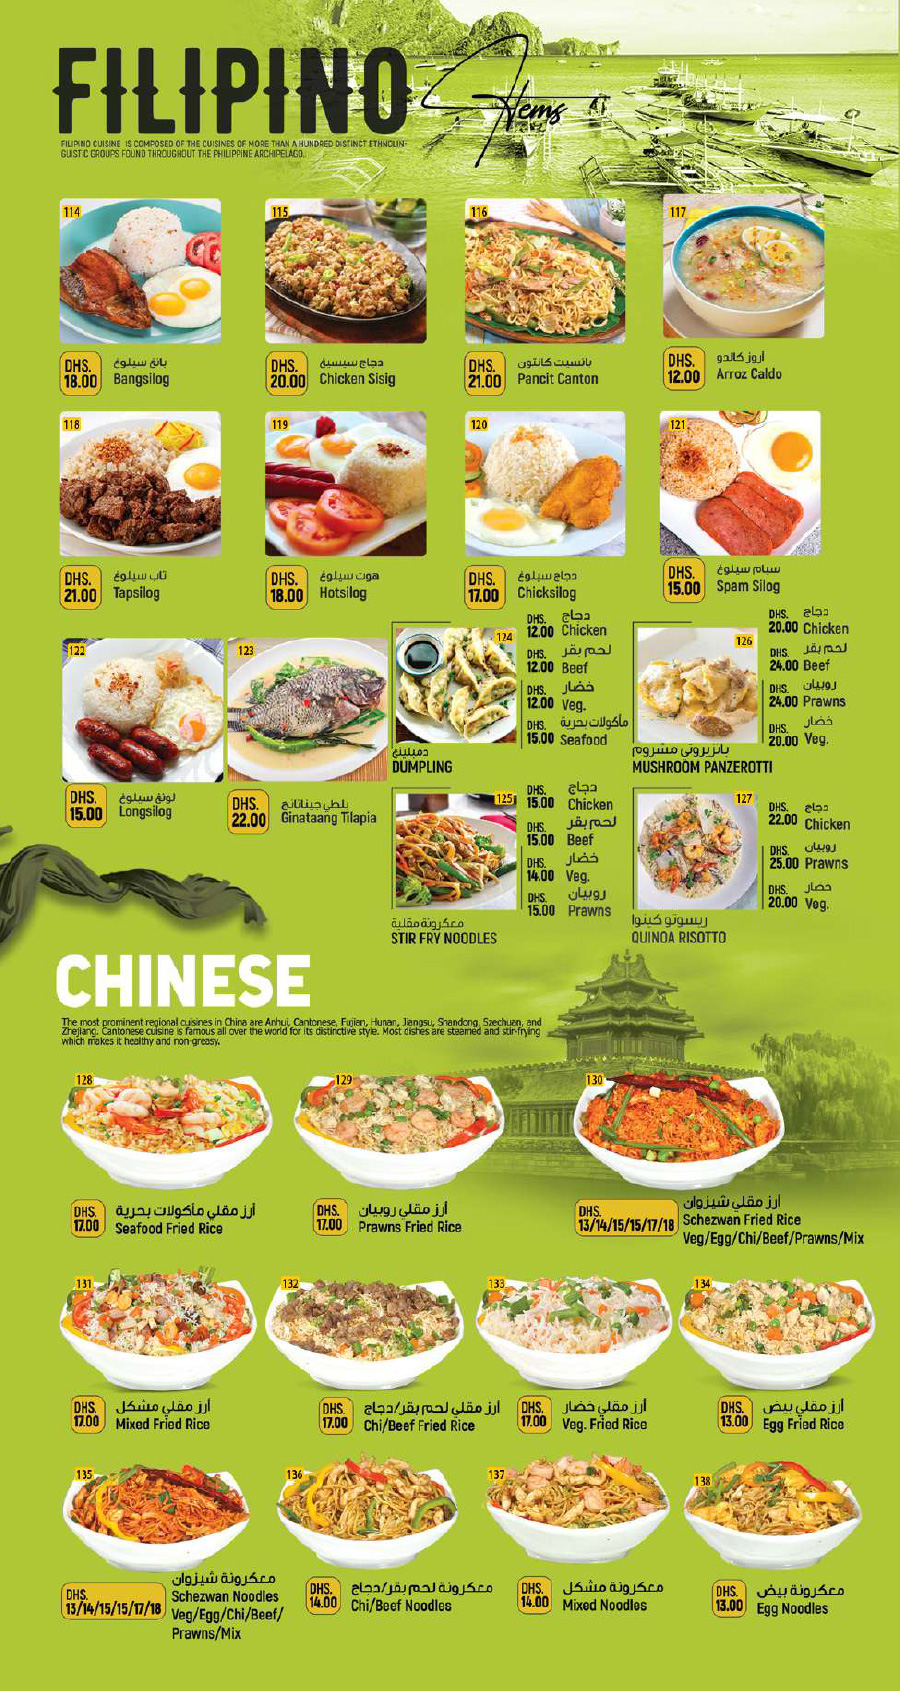 FILIPINO Items
FILIPINO CUISINE IS COMPOSED OF THE CUISINES OF MORE THAN A HUNDRED DISTINCT ETHNOLIN-
GUISTIC GROUPS FOUND THROUGHOUT THE PHILIPPINE ARCHIPELAGO.
114
DHS. 18.00
بانغ سيلوغ
Bangsilog
115
DHS. 20.00
دجاج سيسيغ
Chicken Sisig
116
DHS. 21.00
بانسيت كانتون
Pancit Canton
117
DHS. 12.00
أروز كالدو
Arroz Caldo
118
DHS. 21.00
تاب سيلوغ
Tapsilog
119
DHS. 18.00
هوت سيلوغ
Hotsilog
120
DHS. 17.00
دجاج سيلوغ
Chicksilog
121
DHS. 15.00
سبام سيلوغ
Spam Silog
122
DHS. 15.00
لونغ سيلوغ
Longsilog
123
DHS. 22.00
بلطي جيناتانج
Ginataang Tilapia
124
DHS. دجاج
12.00 Chicken
DHS. لحم بقر
12.00 Beef
DHS. خضار
12.00 Veg.
DHS. مأكولات بحرية
15.00 Seafood
دمبلينغ
DUMPLING
126
DHS. دجاج
20.00 Chicken
DHS. لحم بقر
24.00 Beef
DHS. روبيان
24.00 Prawns
DHS. خضار
20.00 Veg.
بانزيروتي مشروم
MUSHROOM PANZEROTTI
125
DHS. دجاج
15.00 Chicken
DHS. لحم بقر
15.00 Beef
DHS. خضار
14.00 Veg.
DHS. روبيان
15.00 Prawns
معكرونة مقلية
STIR FRY NOODLES
127
DHS. دجاج
22.00 Chicken
DHS. روبيان
25.00 Prawns
DHS. خضار
20.00 Veg.
ريسوتو كينوا
QUINOA RISOTTO
CHINESE
The most prominent regional cuisines in China are Anhui, Cantonese, Fujian, Hunan, Jiangsu, Shandong, Szechuan, and
Zhejiang. Cantonese cuisine is famous all over the world for its distinctive style. Most dishes are steamed and stir-frying
which makes it healthy and non-greasy.
128
DHS. 17.00
أرز مقلي مأكولات بحرية
Seafood Fried Rice
129
DHS. 17.00
أرز مقلي روبيان
Prawns Fried Rice
130
DHS.
13/14/15/15/17/18
أرز مقلي شيزوان
Schezwan Fried Rice
Veg/Egg/Chi/Beef/Prawns/Mix
131
DHS. 17.00
أرز مقلي مشكل
Mixed Fried Rice
132
DHS. 17.00
أرز مقلي لحم بقر/دجاج
Chi/Beef Fried Rice
133
DHS. 17.00
أرز مقلي خضار
Veg. Fried Rice
134
DHS. 13.00
أرز مقلي بيض
Egg Fried Rice
135
DHS.
13/14/15/15/17/18
معكرونة شيزوان
Schezwan Noodles
Veg/Egg/Chi/Beef/
Prawns/Mix
136
DHS. 14.00
معكرونة لحم بقر/دجاج
Chi/Beef Noodles
137
DHS. 14.00
معكرونة مشكل
Mixed Noodles
138
DHS. 13.00
معكرونة بيض
Egg Noodles